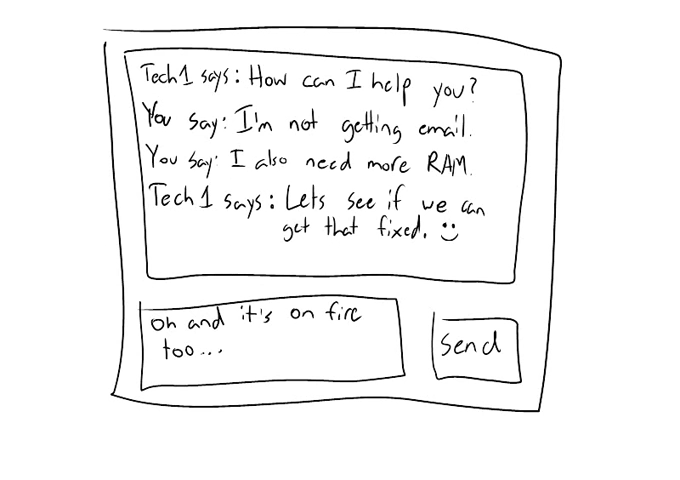 Tech1 says: How can I help you?
You say: I'm not getting email.
You say: I also need more RAM.
Tech1 says: Lets see if we can
get that fixed. :)
Oh and it's on fire
too...
Send